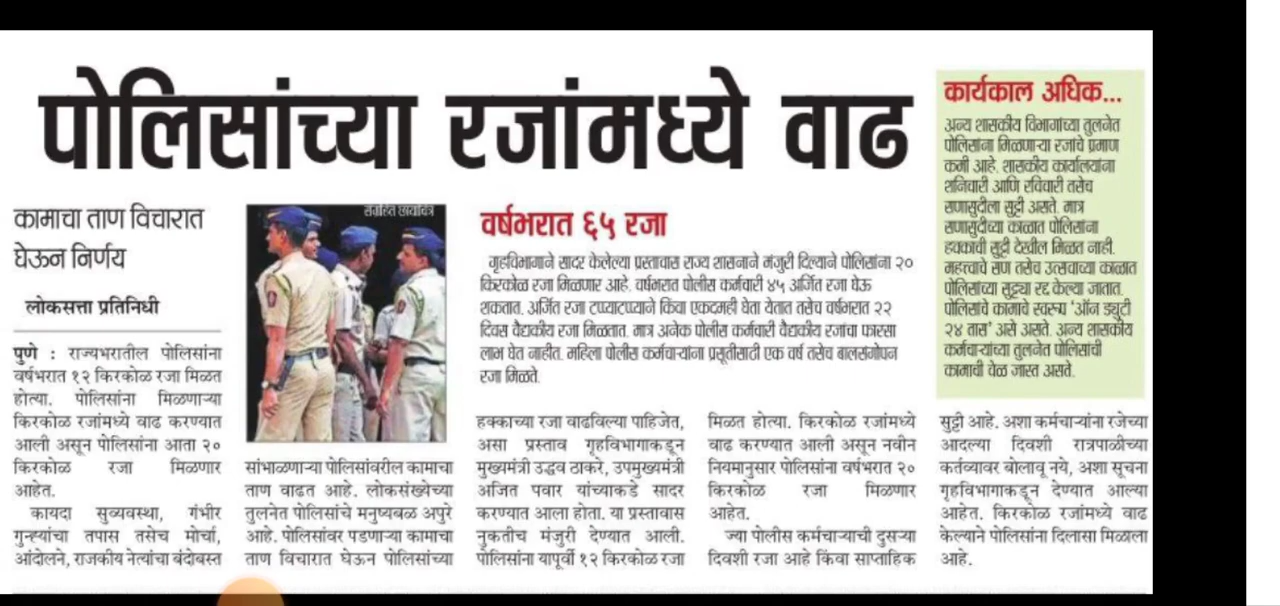 पोलिसांच्या रजांमध्ये वाढ
कामाचा ताण विचारात
घेऊन निर्णय
लोकसत्ता प्रतिनिधी
पुणे : राज्यभरातील पोलिसांना
वर्षभरात १२ किरकोळ रजा मिळत
होत्या. पोलिसांना मिळणाऱ्या
किरकोळ रजांमध्ये वाढ करण्यात
आली असून पोलिसांना आता २०
किरकोळ रजा मिळणार
आहेत.
कायदा सुव्यवस्था, गंभीर
गुन्ह्यांचा तपास तसेच मोर्चा,
आंदोलने, राजकीय नेत्यांचा बंदोबस्त
संग्रहित छायाचित्र
सांभाळणाऱ्या पोलिसांवरील कामाचा
ताण वाढत आहे. लोकसंख्येच्या
तुलनेत पोलिसांचे मनुष्यबळ अपुरे
आहे. पोलिसांवर पडणाऱ्या कामाचा
ताण विचारात घेऊन पोलिसांच्या
वर्षभरात ६५ रजा
गृहविभागाने सादर केलेल्या प्रस्तावास राज्य शासनाने मंजुरी दिल्याने पोलिसांना २०
किरकोळ रजा मिळणार आहे. वर्षभरात पोलीस कर्मचारी ४५ अर्जित रजा घेऊ
शकतात. अर्जित रजा टप्याटप्याने किंवा एकदमही घेता येतात तसेच वर्षभरात २२
दिवस वैद्यकीय रजा मिळतात. मात्र अनेक पोलीस कर्मचारी वैद्यकीय रजांचा फारसा
लाभ घेत नाहीत. महिला पोलीस कर्मचाऱ्यांना प्रसूतीसाठी एक वर्ष तसेच बालसंगोपन
रजा मिळते.
हक्काच्या रजा वाढविल्या पाहिजेत,
असा प्रस्ताव गृहविभागाकडून
मुख्यमंत्री उद्धव ठाकरे, उपमुख्यमंत्री
अजित पवार यांच्याकडे सादर
करण्यात आला होता. या प्रस्तावास
नुकतीच मंजुरी देण्यात आली.
पोलिसांना यापूर्वी १२ किरकोळ रजा
मिळत होत्या. किरकोळ रजांमध्ये
वाढ करण्यात आली असून नवीन
नियमानुसार पोलिसांना वर्षभरात २०
किरकोळ रजा मिळणार
आहेत.
ज्या पोलीस कर्मचाऱ्याची दुसऱ्या
दिवशी रजा आहे किंवा साप्ताहिक
सुट्टी आहे. अशा कर्मचाऱ्यांना रजेच्या
आदल्या दिवशी रात्रपाळीच्या
कर्तव्यावर बोलावू नये, अशा सूचना
गृहविभागाकडून देण्यात आल्या
आहेत. किरकोळ रजांमध्ये वाढ
केल्याने पोलिसांना दिलासा मिळाला
आहे.
कार्यकाल अधिक...
अन्य शासकीय विभागांच्या तुलनेत
पोलिसांना मिळणाऱ्या रजांचे प्रमाण
कमी आहे. शासकीय कार्यालयांना
शनिवारी आणि रविवारी तसेच
सणासुदीला सुट्टी असते. मात्र
सणासुदीच्या काळात पोलिसांना
हक्काची सुट्टी देखील मिळत नाही.
महत्वाचे सण तसेच उत्सवाच्या काळात
पोलिसांच्या सुट्ट्या रद्द केल्या जातात.
पोलिसांचे कामाचे स्वरूप 'ऑन ड्युटी
२४ तास' असे असते. अन्य शासकीय
कर्मचाऱ्यांच्या तुलनेत पोलिसांची
कामाची वेळ जास्त असते.